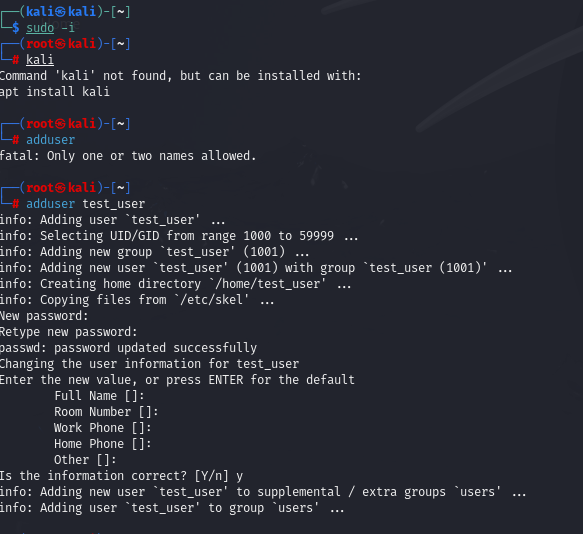 ┌──(kali㉿kali)-[~]
└─$ sudo -i
┌──(root㉿kali)-[~]
└─# kali
Command 'kali' not found, but can be installed with:
apt install kali
┌──(root㉿kali)-[~]
└─# adduser
fatal: Only one or two names allowed.
┌──(root㉿kali)-[~]
└─# adduser test_user
info: Adding user `test_user' ...
info: Selecting UID/GID from range 1000 to 59999 ...
info: Adding new group `test_user' (1001) ...
info: Adding new user `test_user' (1001) with group `test_user (1001)' ...
info: Creating home directory `/home/test_user' ...
info: Copying files from `/etc/skel' ...
New password:
Retype new password:
passwd: password updated successfully
Changing the user information for test_user
Enter the new value, or press ENTER for the default
        Full Name []:
        Room Number []:
        Work Phone []:
        Home Phone []:
        Other []:
Is the information correct? [Y/n] y
info: Adding new user `test_user' to supplemental / extra groups `users' ...
info: Adding user `test_user' to group `users' ...